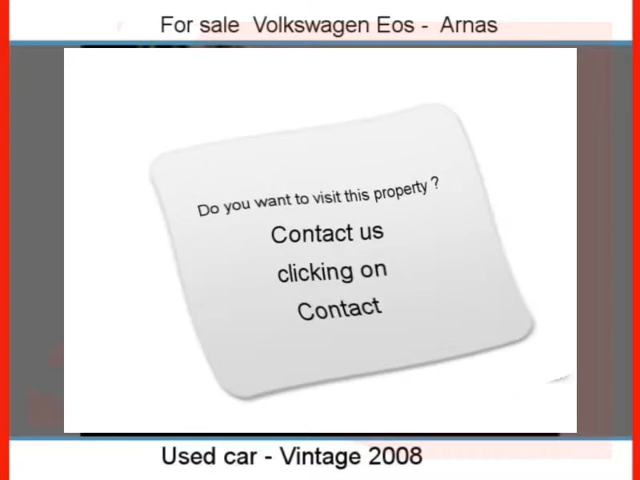 For sale Volkswagen Eos - Arnas
Do you want to visit this property ?
Contact us
clicking on
Contact
Used car - Vintage 2008